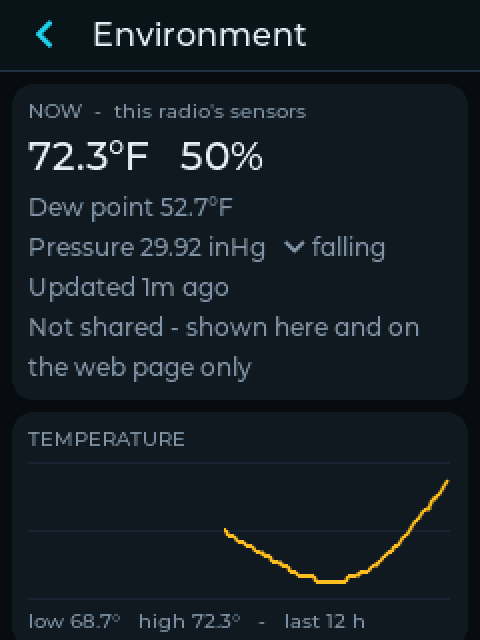 Environment
NOW - this radio's sensors
72.3°F 50%
Dew point 52.7°F
Pressure 29.92 inHg falling
Updated 1m ago
Not shared - shown here and on
the web page only
TEMPERATURE
low 68.7° high 72.3° - last 12 h